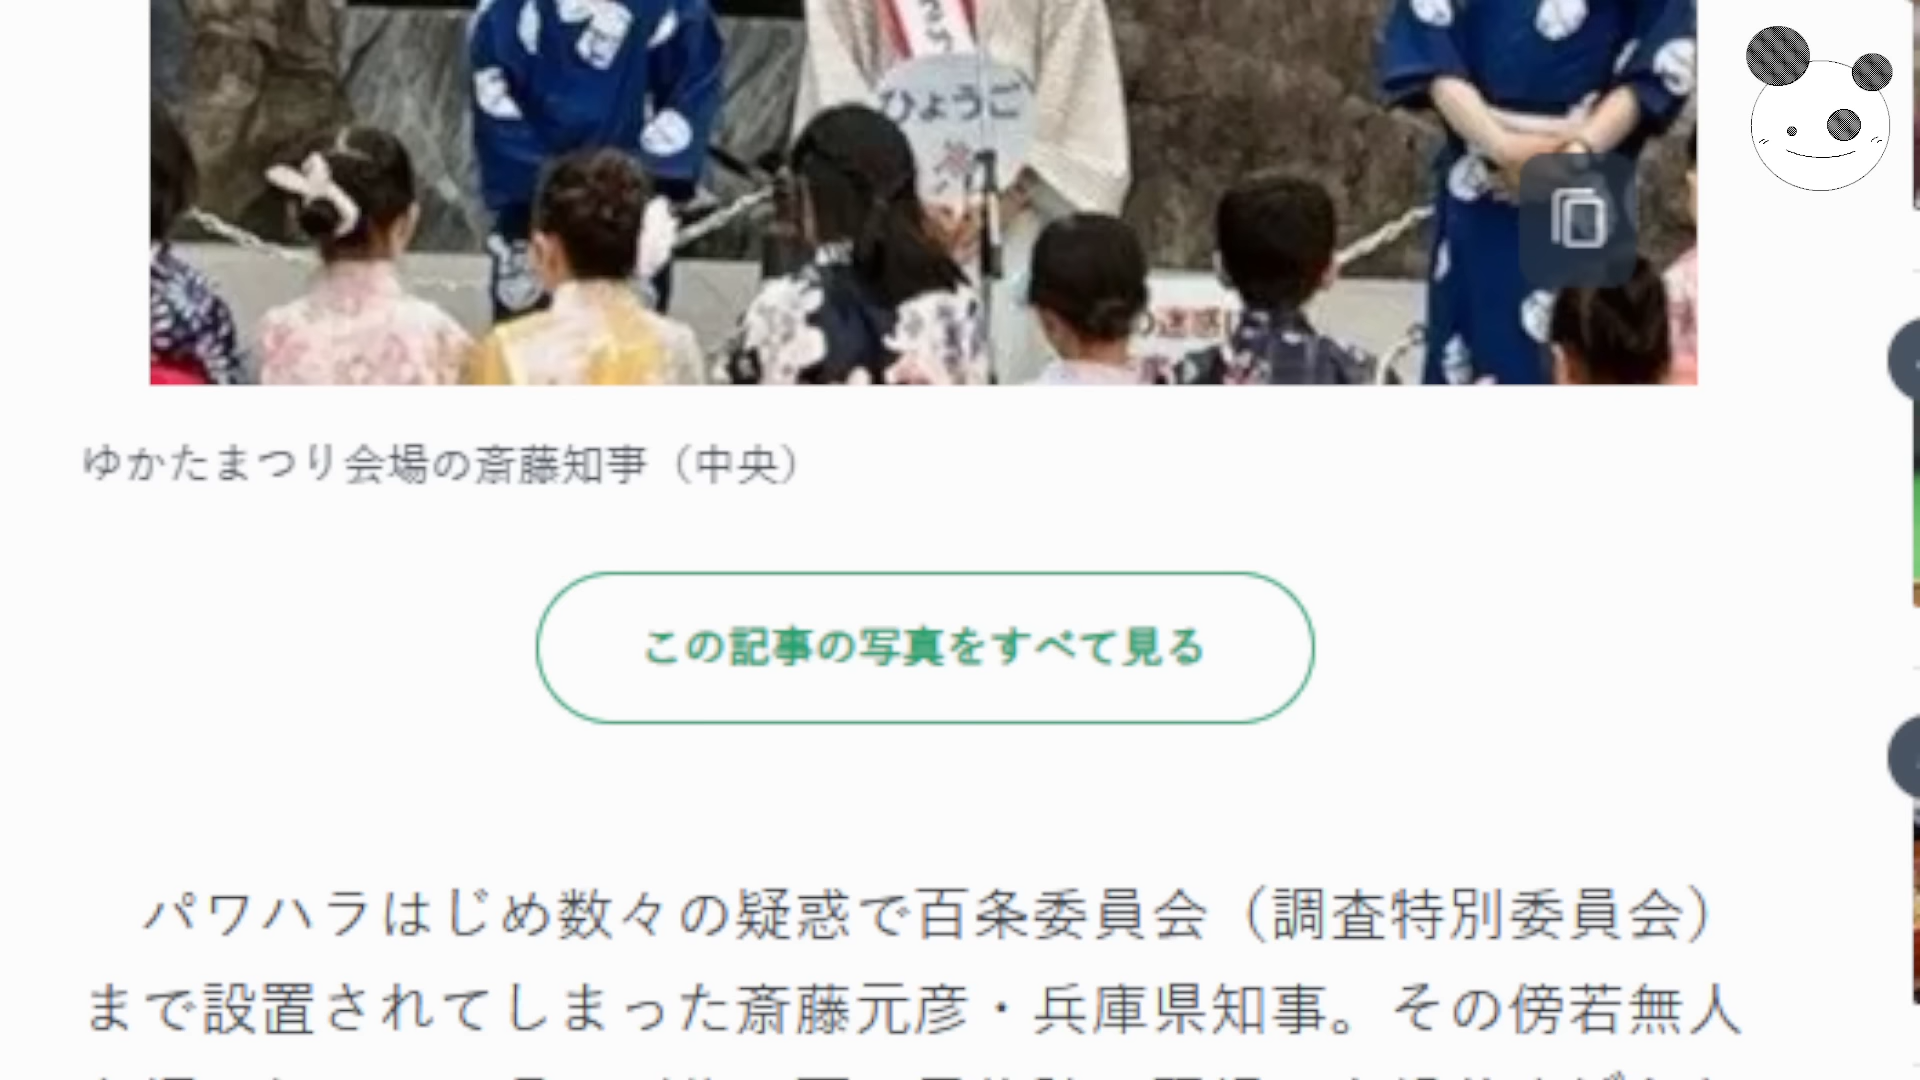 ひょうご
の迷惑
ゆかたまつり会場の斎藤知事（中央）
この記事の写真をすべて見る
パワハラはじめ数々の疑惑で百条委員会（調査特別委員会）
まで設置されてしまった斎藤元彦・兵庫県知事。その傍若無人